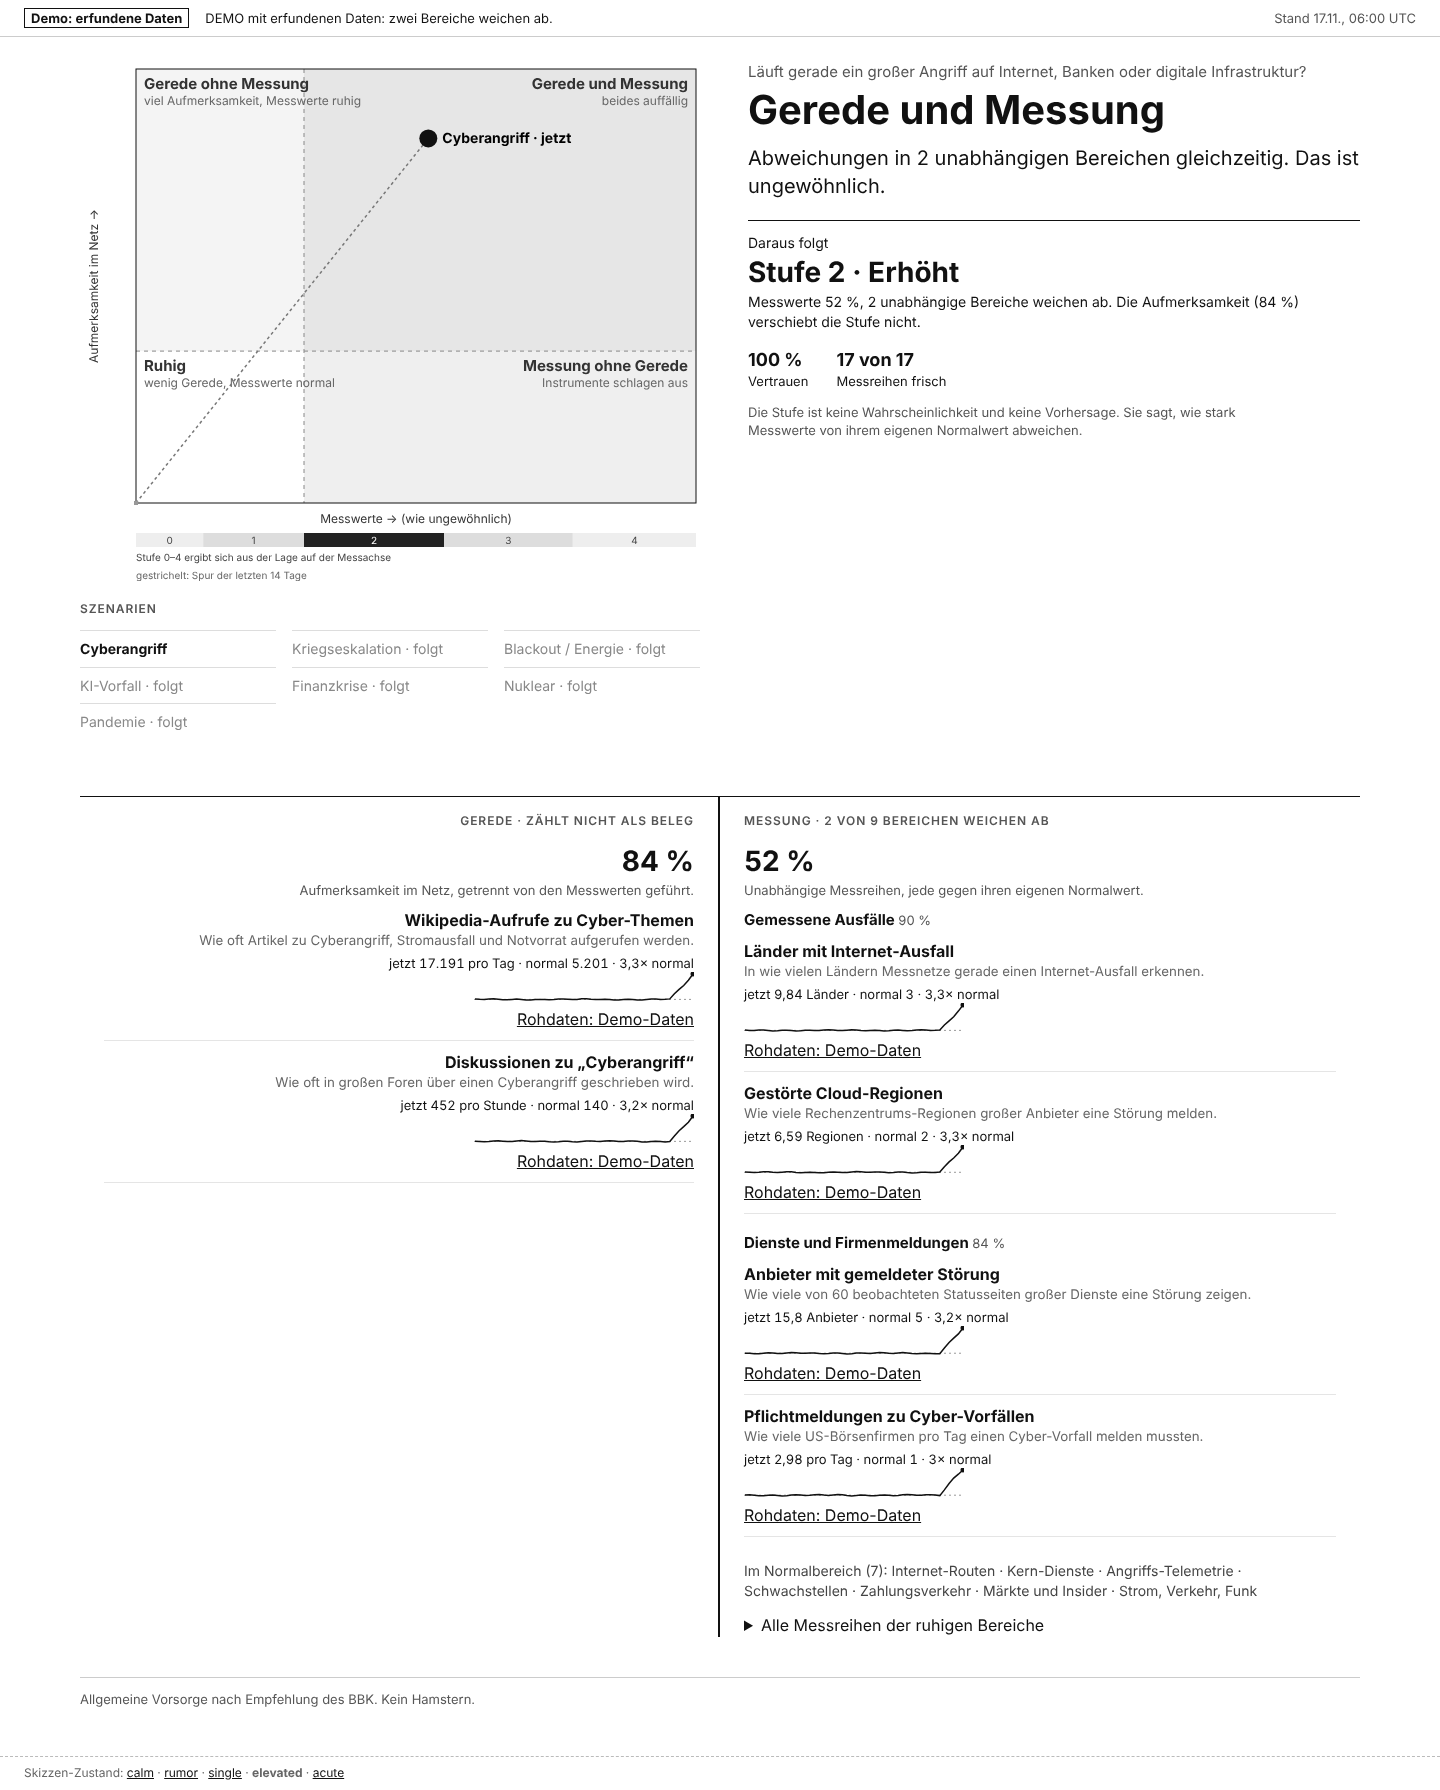 Demo: erfundene Daten
DEMO mit erfundenen Daten: zwei Bereiche weichen ab.
Stand 17.11., 06:00 UTC
Gerede ohne Messung
viel Aufmerksamkeit, Messwerte ruhig
Gerede und Messung
beides auffällig
Cyberangriff · jetzt
Aufmerksamkeit im Netz →
Ruhig
wenig Gerede, Messwerte normal
Messung ohne Gerede
Instrumente schlagen aus
Messwerte → (wie ungewöhnlich)
0 1 2 3 4
Stufe 0–4 ergibt sich aus der Lage auf der Messachse
gestrichelt: Spur der letzten 14 Tage
Läuft gerade ein großer Angriff auf Internet, Banken oder digitale Infrastruktur?
Gerede und Messung
Abweichungen in 2 unabhängigen Bereichen gleichzeitig. Das ist
ungewöhnlich.
Daraus folgt
Stufe 2 · Erhöht
Messwerte 52 %, 2 unabhängige Bereiche weichen ab. Die Aufmerksamkeit (84 %)
verschiebt die Stufe nicht.
100 %
Vertrauen
17 von 17
Messreihen frisch
Die Stufe ist keine Wahrscheinlichkeit und keine Vorhersage. Sie sagt, wie stark
Messwerte von ihrem eigenen Normalwert abweichen.
SZENARIEN
Cyberangriff
Kriegseskalation · folgt
Blackout / Energie · folgt
KI-Vorfall · folgt
Finanzkrise · folgt
Nuklear · folgt
Pandemie · folgt
GEREDE · ZÄHLT NICHT ALS BELEG
84 %
Aufmerksamkeit im Netz, getrennt von den Messwerten geführt.
Wikipedia-Aufrufe zu Cyber-Themen
Wie oft Artikel zu Cyberangriff, Stromausfall und Notvorrat aufgerufen werden.
jetzt 17.191 pro Tag · normal 5.201 · 3,3× normal
Rohdaten: Demo-Daten
Diskussionen zu „Cyberangriff“
Wie oft in großen Foren über einen Cyberangriff geschrieben wird.
jetzt 452 pro Stunde · normal 140 · 3,2× normal
Rohdaten: Demo-Daten
MESSUNG · 2 VON 9 BEREICHEN WEICHEN AB
52 %
Unabhängige Messreihen, jede gegen ihren eigenen Normalwert.
Gemessene Ausfälle 90 %
Länder mit Internet-Ausfall
In wie vielen Ländern Messnetze gerade einen Internet-Ausfall erkennen.
jetzt 9,84 Länder · normal 3 · 3,3× normal
Rohdaten: Demo-Daten
Gestörte Cloud-Regionen
Wie viele Rechenzentrums-Regionen großer Anbieter eine Störung melden.
jetzt 6,59 Regionen · normal 2 · 3,3× normal
Rohdaten: Demo-Daten
Dienste und Firmenmeldungen 84 %
Anbieter mit gemeldeter Störung
Wie viele von 60 beobachteten Statusseiten großer Dienste eine Störung zeigen.
jetzt 15,8 Anbieter · normal 5 · 3,2× normal
Rohdaten: Demo-Daten
Pflichtmeldungen zu Cyber-Vorfällen
Wie viele US-Börsenfirmen pro Tag einen Cyber-Vorfall melden mussten.
jetzt 2,98 pro Tag · normal 1 · 3× normal
Rohdaten: Demo-Daten
Im Normalbereich (7): Internet-Routen · Kern-Dienste · Angriffs-Telemetrie ·
Schwachstellen · Zahlungsverkehr · Märkte und Insider · Strom, Verkehr, Funk
▶ Alle Messreihen der ruhigen Bereiche
Allgemeine Vorsorge nach Empfehlung des BBK. Kein Hamstern.
Skizzen-Zustand: calm · rumor · single · elevated · acute